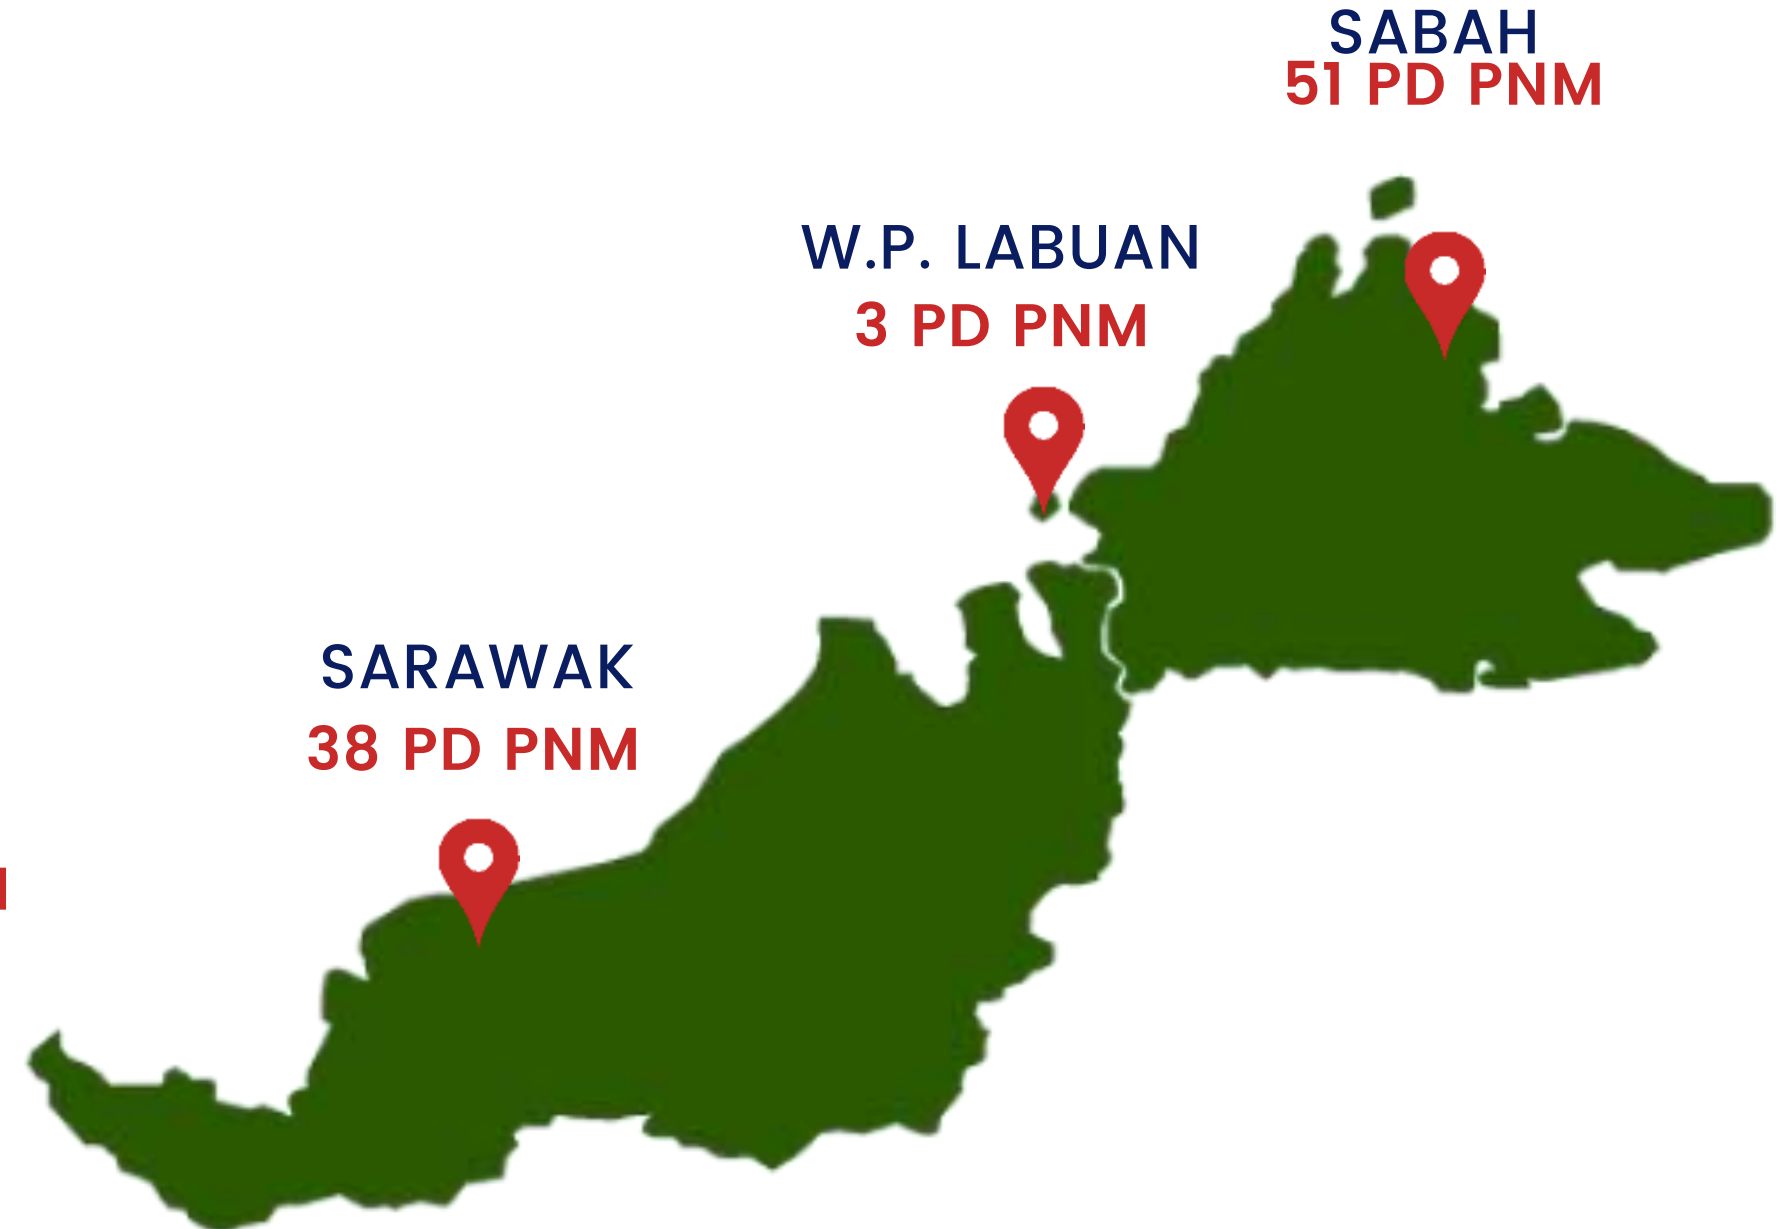 SABAH
51 PD PNM
W.P. LABUAN
3 PD PNM
SARAWAK
38 PD PNM